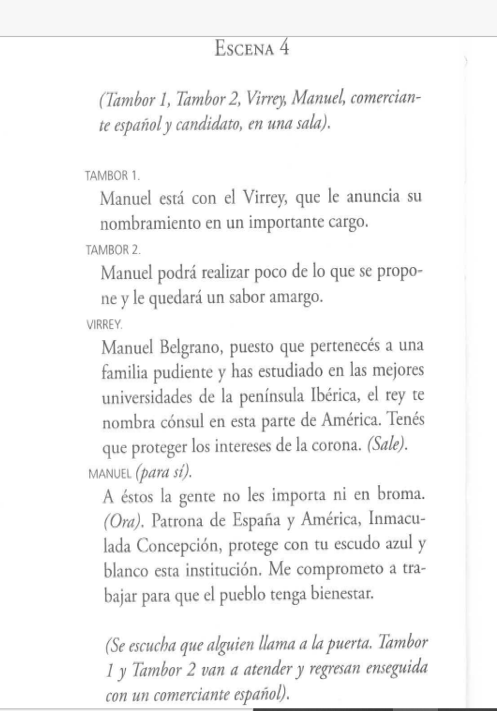 ESCENA 4
(Tambor 1, Tambor 2, Virrey, Manuel, comercian-
te español y candidato, en una sala).
TAMBOR 1.
Manuel está con el Virrey, que le anuncia su
nombramiento en un importante cargo.
TAMBOR 2.
Manuel podrá realizar poco de lo que se propo-
ne y le quedará un sabor amargo.
VIRREY.
Manuel Belgrano, puesto que pertenecés a una
familia pudiente y has estudiado en las mejores
universidades de la península Ibérica, el rey te
nombra cónsul en esta parte de América. Tenés
que proteger los intereses de la corona. (Sale).
MANUEL (para sí).
A éstos la gente no les importa ni en broma.
(Ora). Patrona de España y América, Inmacu-
lada Concepción, protege con tu escudo azul y
blanco esta institución. Me comprometo a tra-
bajar para que el pueblo tenga bienestar.
(Se escucha que alguien llama a la puerta. Tambor
1 y Tambor 2 van a atender y regresan enseguida
con un comerciante español).